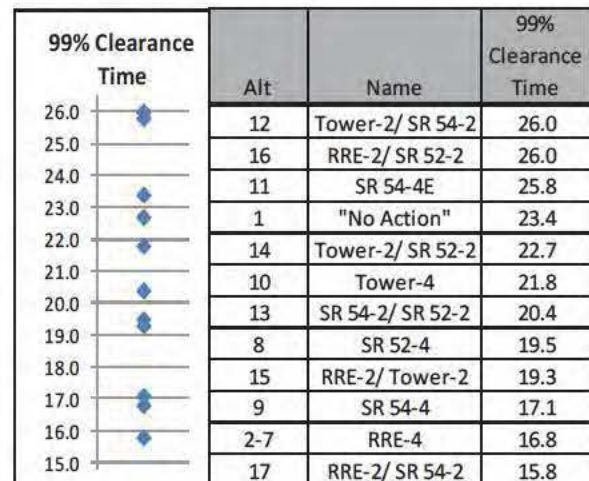 99% Clearance
Time
26.0
25.0
24.0
23.0
22.0
21.0
20.0
19.0
18.0
17.0
16.0
15.0
Alt Name 99% Clearance Time
12 Tower-2/ SR 54-2 26.0
16 RRE-2/ SR 52-2 26.0
11 SR 54-4E 25.8
1 "No Action" 23.4
14 Tower-2/ SR 52-2 22.7
10 Tower-4 21.8
13 SR 54-2/ SR 52-2 20.4
8 SR 52-4 19.5
15 RRE-2/ Tower-2 19.3
9 SR 54-4 17.1
2-7 RRE-4 16.8
17 RRE-2/ SR 54-2 15.8